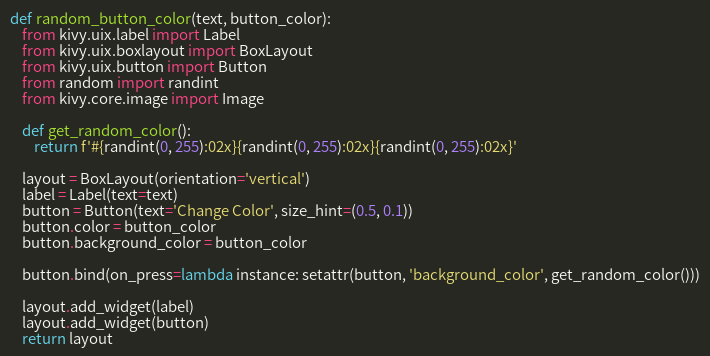 def random_button_color(text, button_color):
from kivy.uix.label import Label
from kivy.uix.boxlayout import BoxLayout
from kivy.uix.button import Button
from random import randint
from kivy.core.image import Image
def get_random_color():
return f'#{randint(0, 255):02x}{randint(0, 255):02x}{randint(0, 255):02x}'
layout = BoxLayout(orientation='vertical')
label = Label(text=text)
button = Button(text='Change Color', size_hint=(0.5, 0.1))
button.color = button_color
button.background_color = button_color
button.bind(on_press=lambda instance: setattr(button, 'background_color', get_random_color()))
layout.add_widget(label)
layout.add_widget(button)
return layout